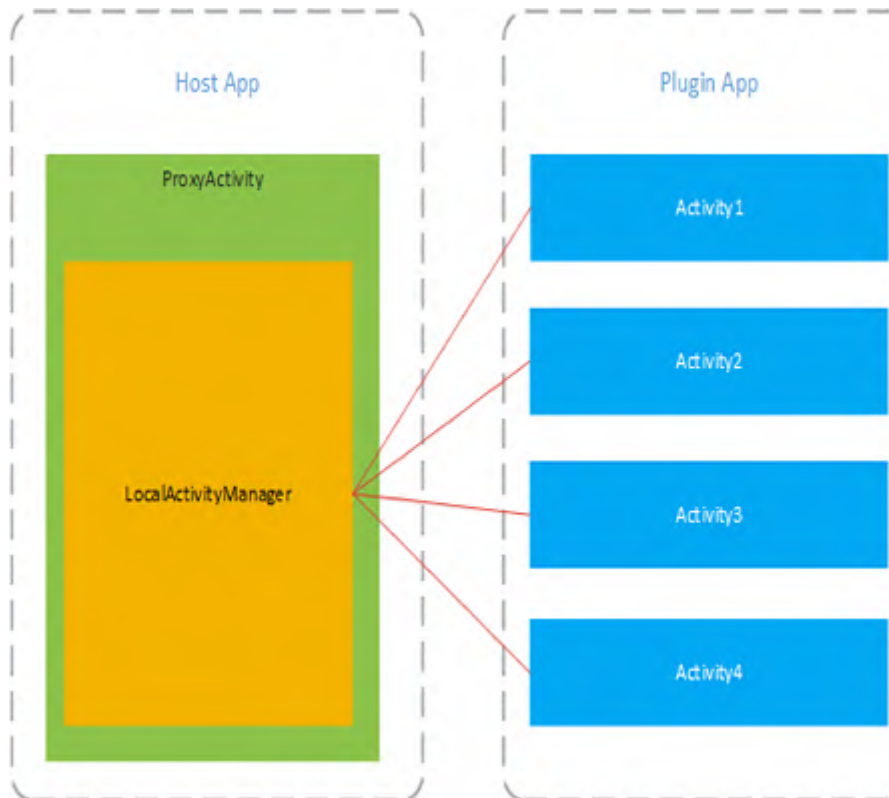 Host App
Plugin App
ProxyActivity
LocalActivityManager
Activity1
Activity2
Activity3
Activity4